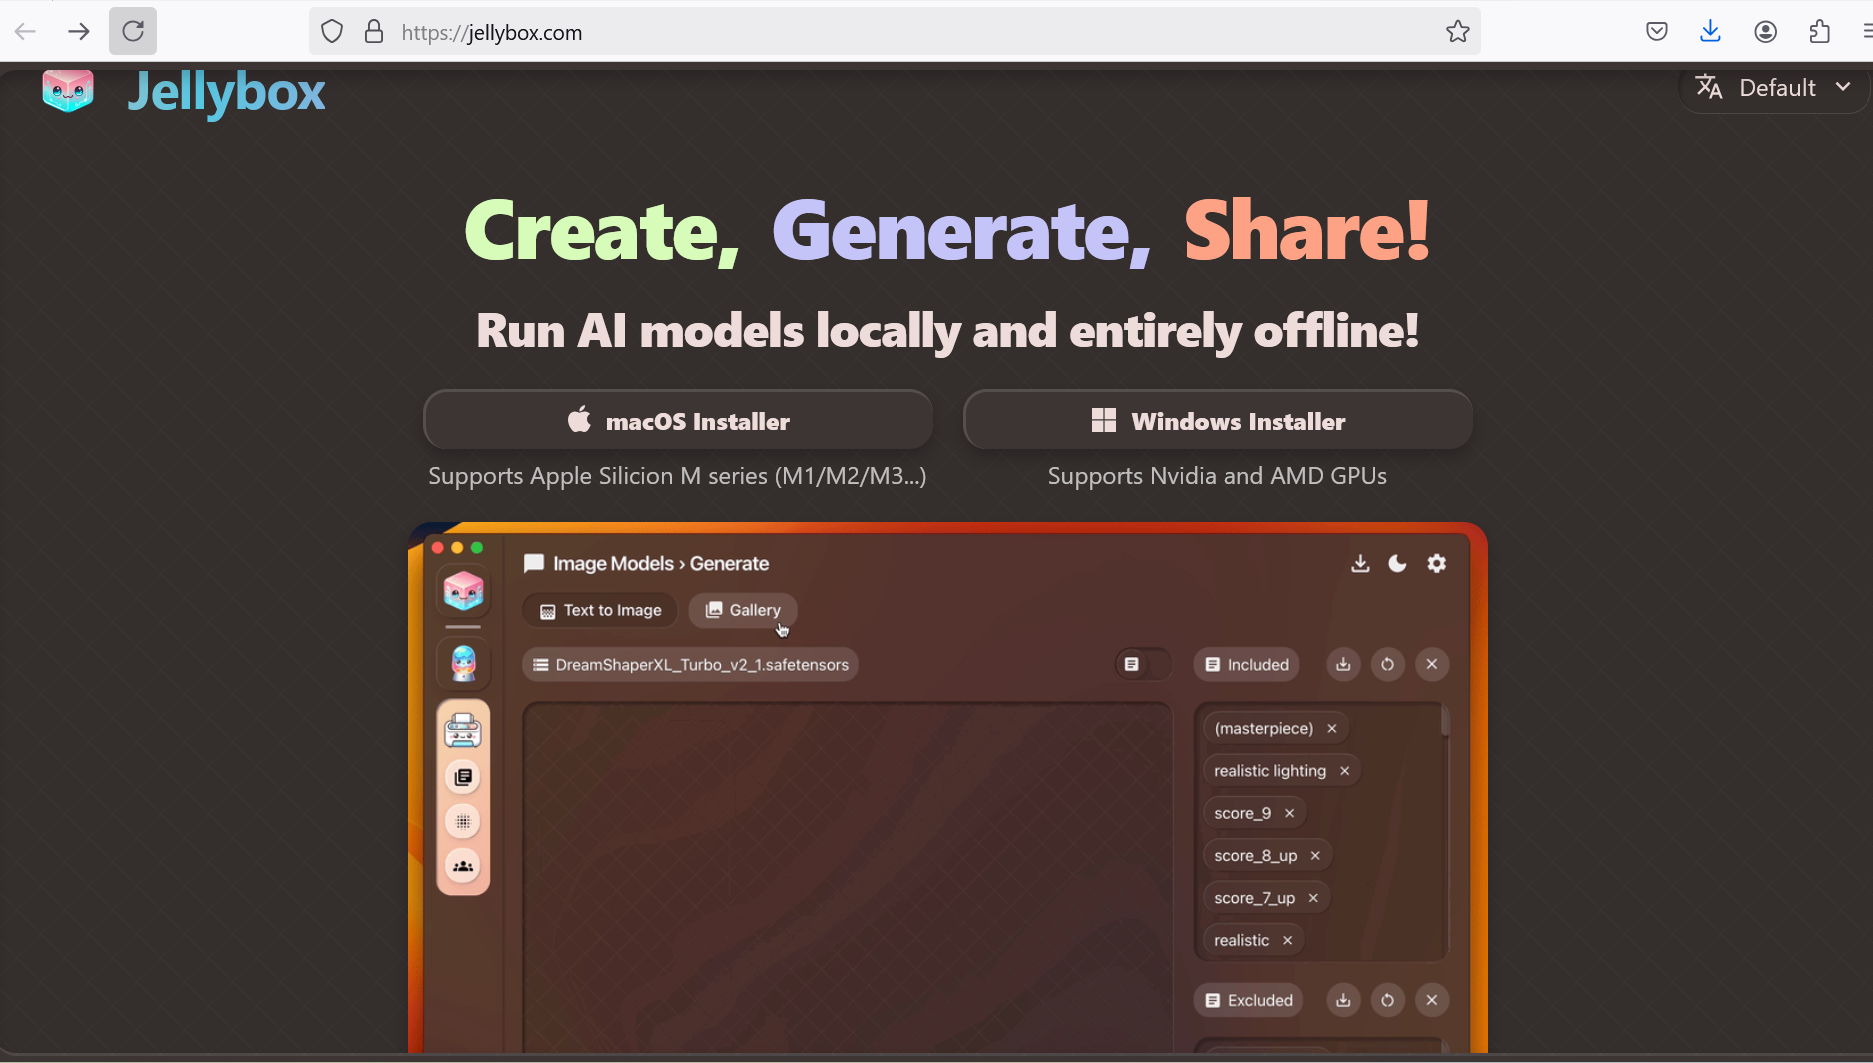 https://jellybox.com
Jellybox
Default
Create, Generate, Share!
Run AI models locally and entirely offline!
macOS Installer
Windows Installer
Supports Apple Silicion M series (M1/M2/M3...)
Supports Nvidia and AMD GPUs
Image Models › Generate
Text to Image
Gallery
DreamShaperXL_Turbo_v2_1.safetensors
Included
(masterpiece)
realistic lighting
score_9
score_8_up
score_7_up
realistic
Excluded